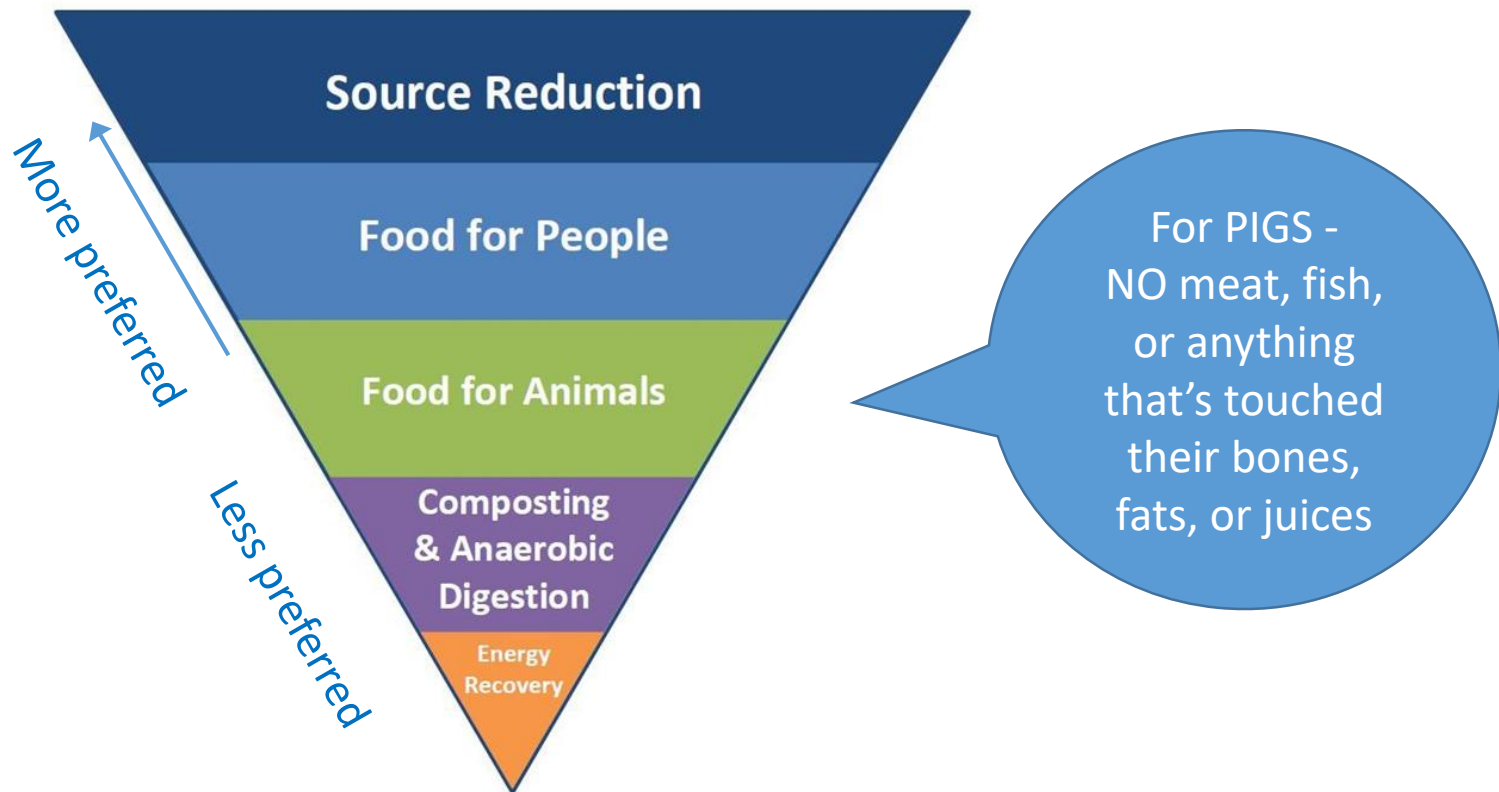 Source Reduction
Food for People
Food for Animals
Composting
& Anaerobic
Digestion
Energy
Recovery
More preferred
Less preferred
For PIGS -
NO meat, fish,
or anything
that’s touched
their bones,
fats, or juices